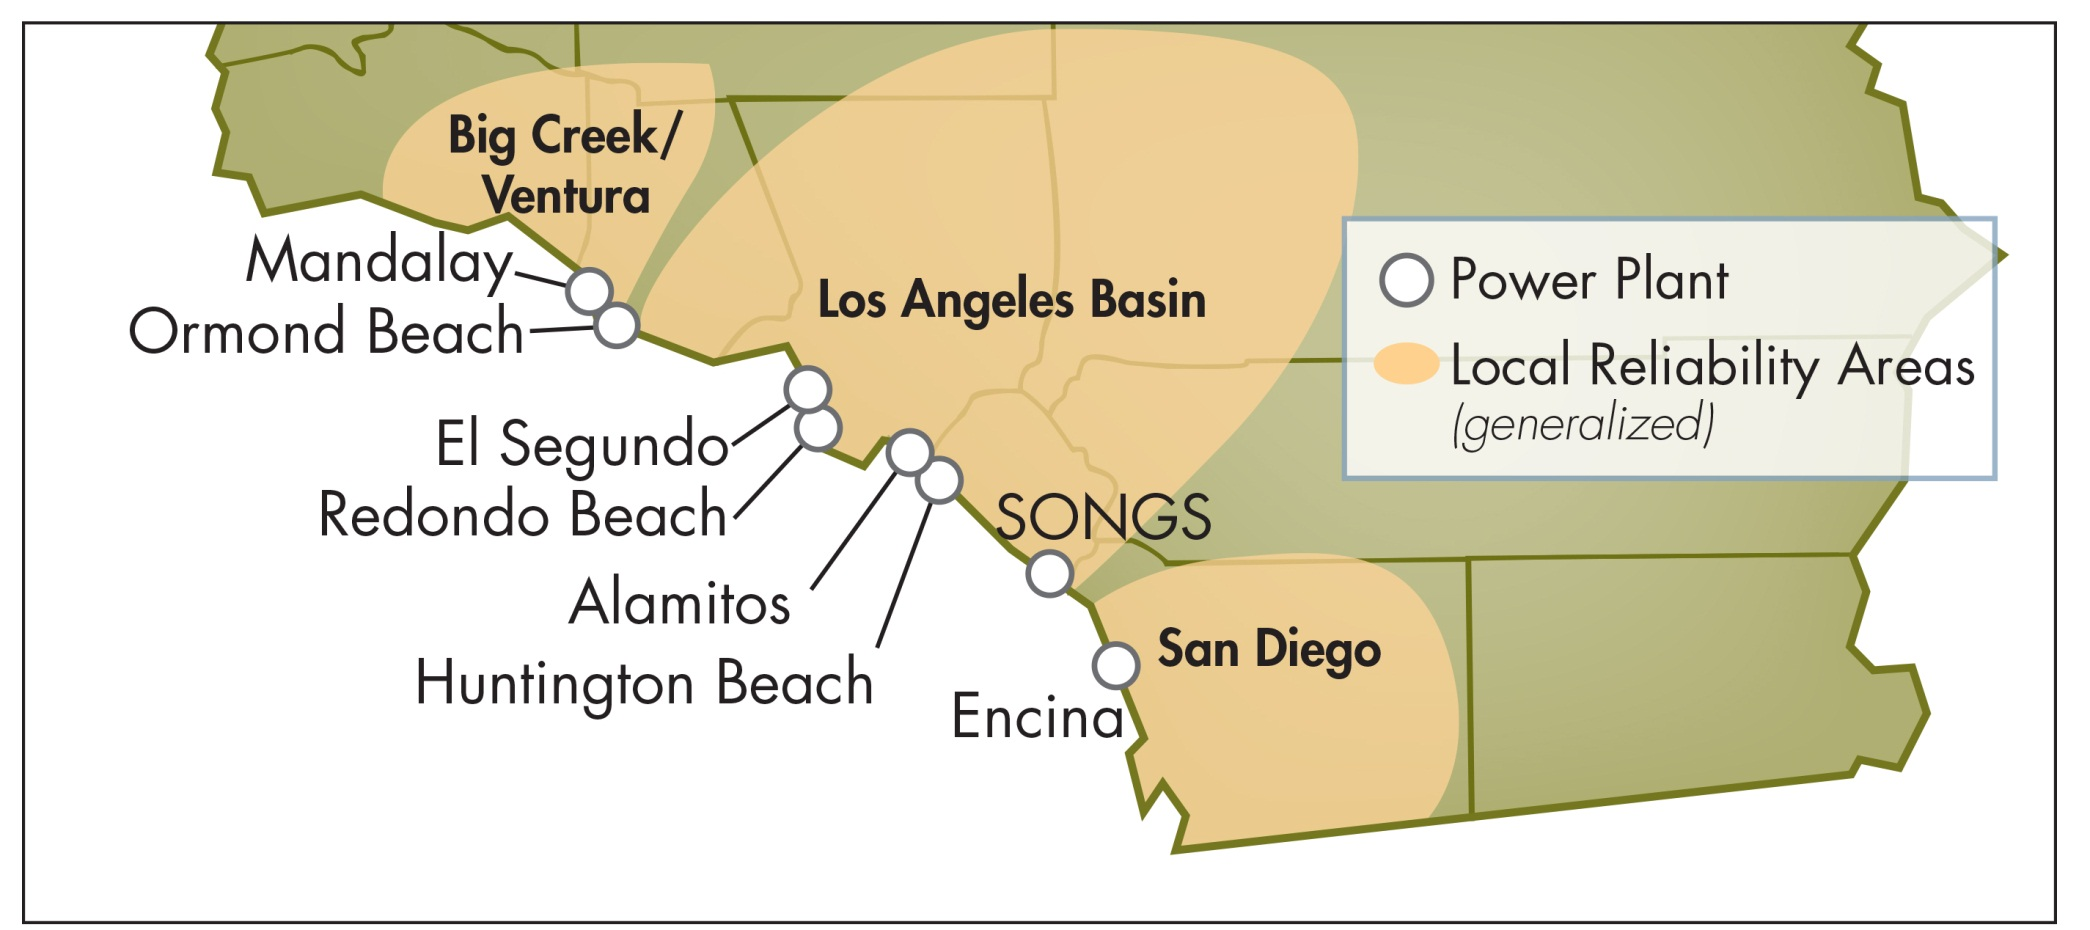 Big Creek/
Ventura
Mandalay
Ormond Beach
Los Angeles Basin
Power Plant
Local Reliability Areas
(generalized)
El Segundo
Redondo Beach
SONGS
Alamitos
Huntington Beach
San Diego
Encina